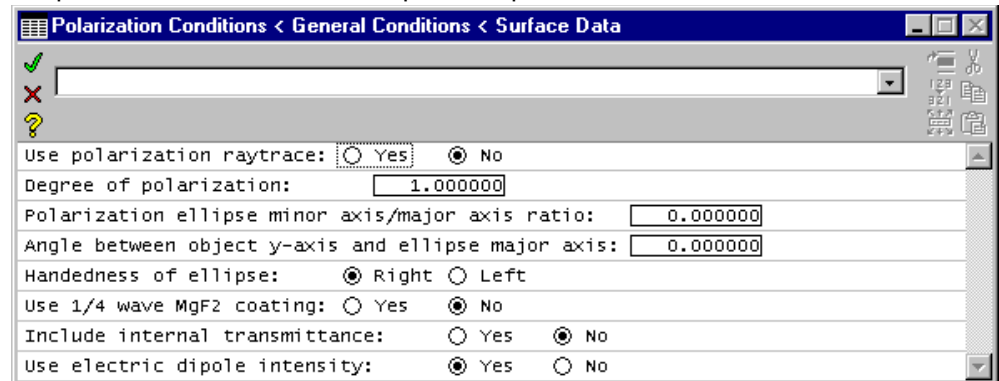 Polarization Conditions < General Conditions < Surface Data
Use polarization raytrace: Yes No
Degree of polarization: 1.000000
Polarization ellipse minor axis/major axis ratio: 0.000000
Angle between object y-axis and ellipse major axis: 0.000000
Handedness of ellipse: Right Left
Use 1/4 wave MgF2 coating: Yes No
Include internal transmittance: Yes No
Use electric dipole intensity: Yes No